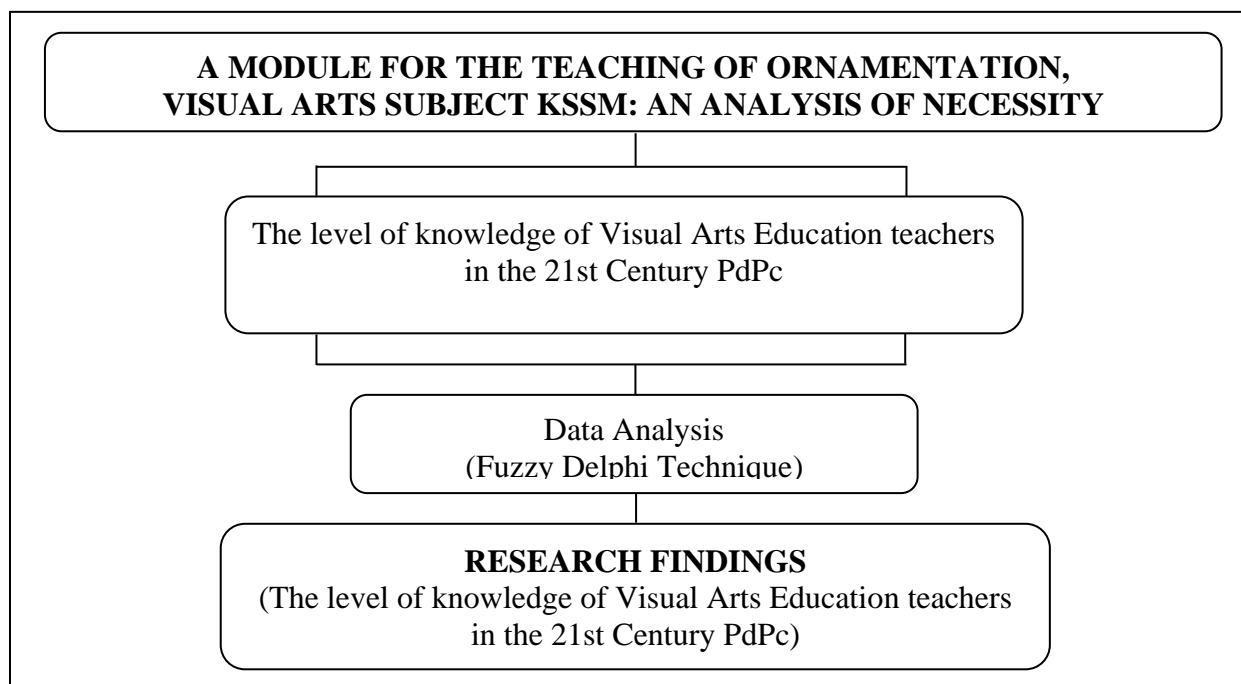 A MODULE FOR THE TEACHING OF ORNAMENTATION,
VISUAL ARTS SUBJECT KSSM: AN ANALYSIS OF NECESSITY
The level of knowledge of Visual Arts Education teachers
in the 21st Century PdPc
Data Analysis
(Fuzzy Delphi Technique)
RESEARCH FINDINGS
(The level of knowledge of Visual Arts Education teachers
in the 21st Century PdPc)